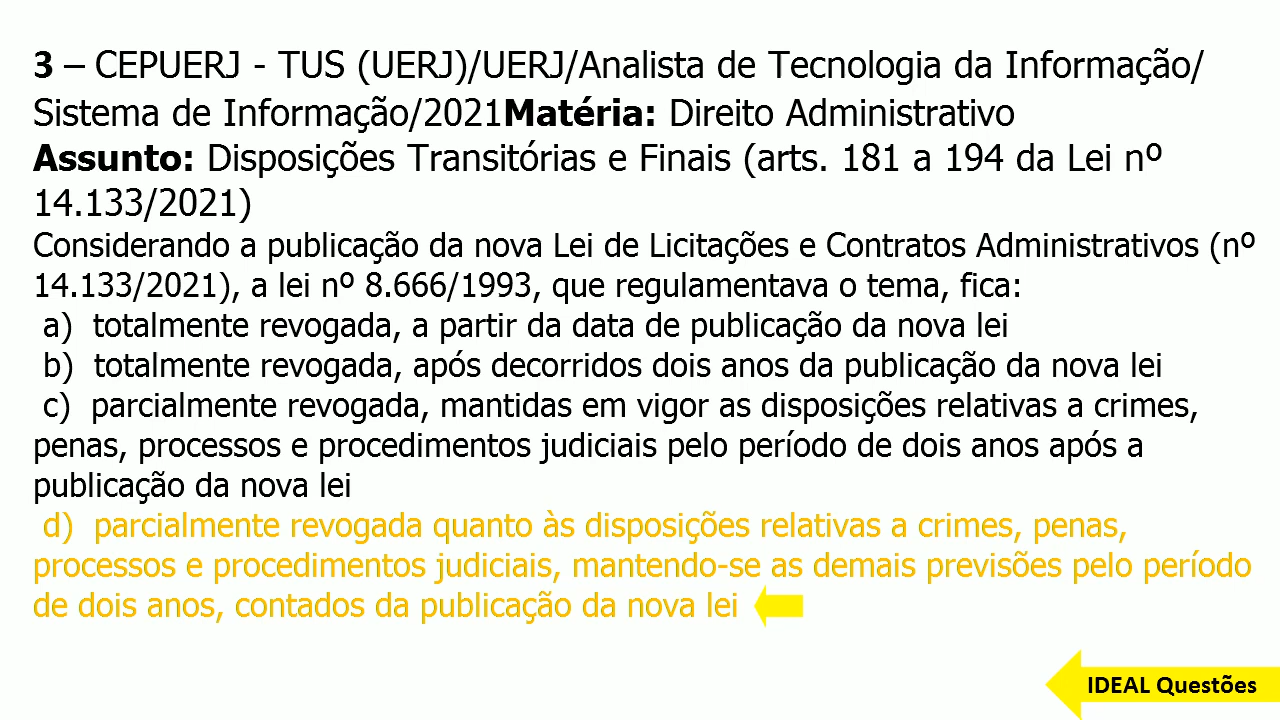 3 – CEPUERJ - TUS (UERJ)/UERJ/Analista de Tecnologia da Informação/
Sistema de Informação/2021Matéria: Direito Administrativo
Assunto: Disposições Transitórias e Finais (arts. 181 a 194 da Lei nº
14.133/2021)
Considerando a publicação da nova Lei de Licitações e Contratos Administrativos (nº
14.133/2021), a lei nº 8.666/1993, que regulamentava o tema, fica:
a) totalmente revogada, a partir da data de publicação da nova lei
b) totalmente revogada, após decorridos dois anos da publicação da nova lei
c) parcialmente revogada, mantidas em vigor as disposições relativas a crimes,
penas, processos e procedimentos judiciais pelo período de dois anos após a
publicação da nova lei
d) parcialmente revogada quanto às disposições relativas a crimes, penas,
processos e procedimentos judiciais, mantendo-se as demais previsões pelo período
de dois anos, contados da publicação da nova lei
IDEAL Questões